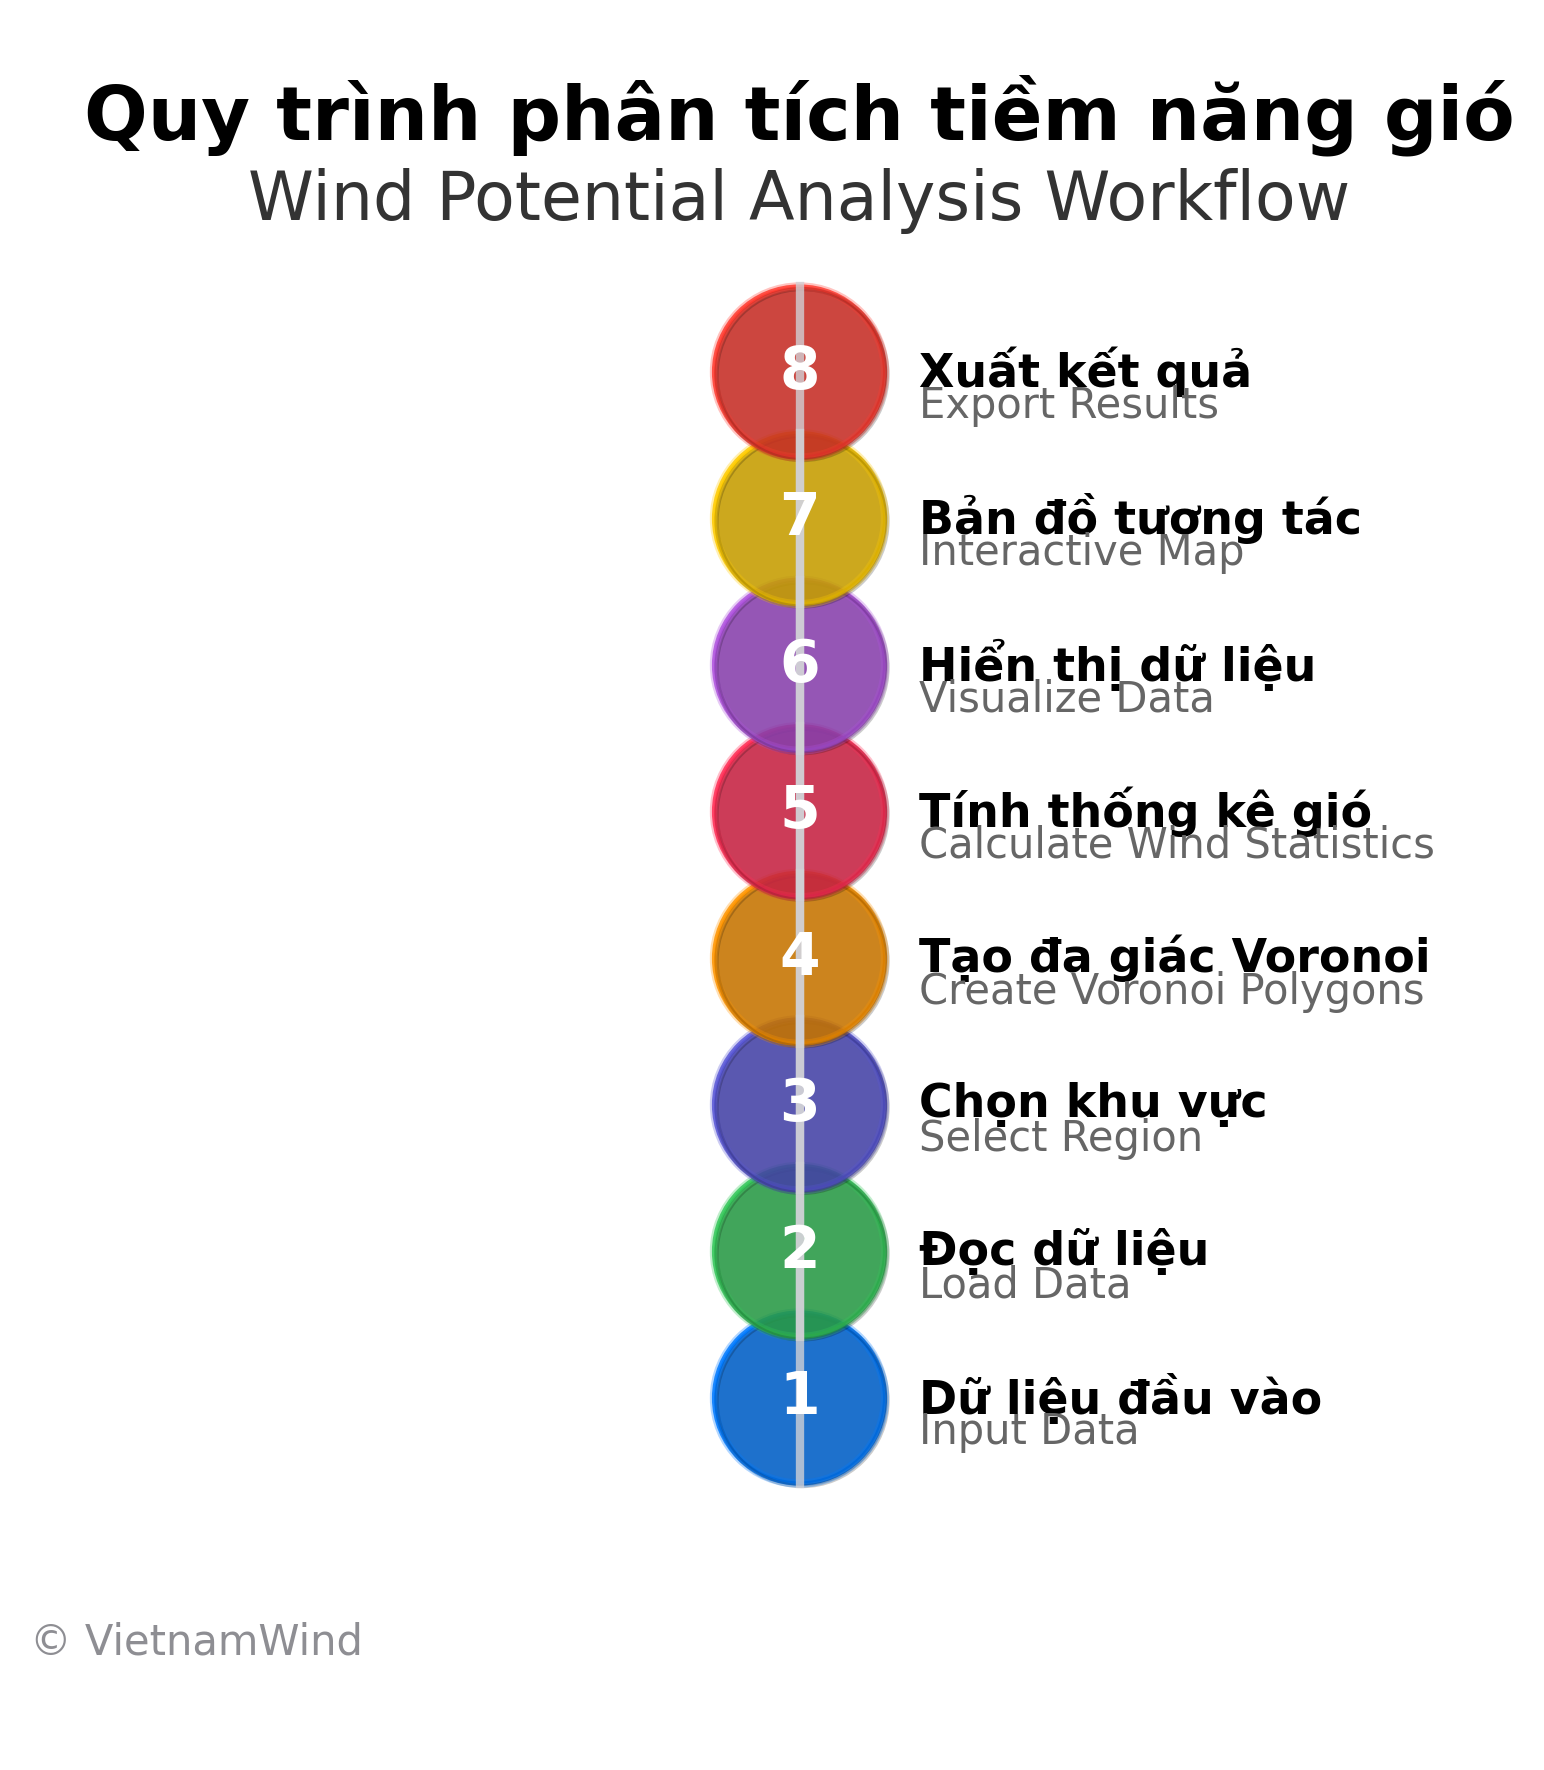 Quy trình phân tích tiềm năng gió
Wind Potential Analysis Workflow
8
Xuất kết quả
Export Results
7
Bản đồ tương tác
Interactive Map
6
Hiển thị dữ liệu
Visualize Data
5
Tính thống kê gió
Calculate Wind Statistics
4
Tạo đa giác Voronoi
Create Voronoi Polygons
3
Chọn khu vực
Select Region
2
Đọc dữ liệu
Load Data
1
Dữ liệu đầu vào
Input Data
© VietnamWind